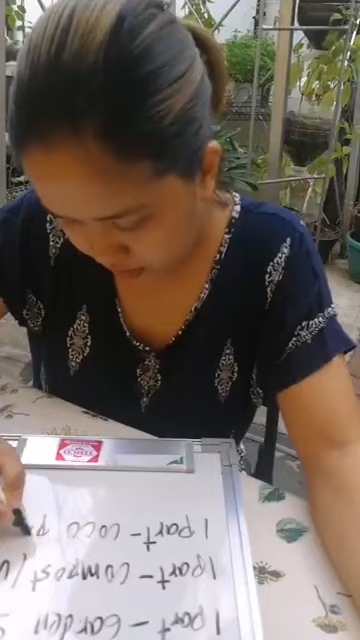 1 part - Garden
1 part - Compost /
1 part - Coco p